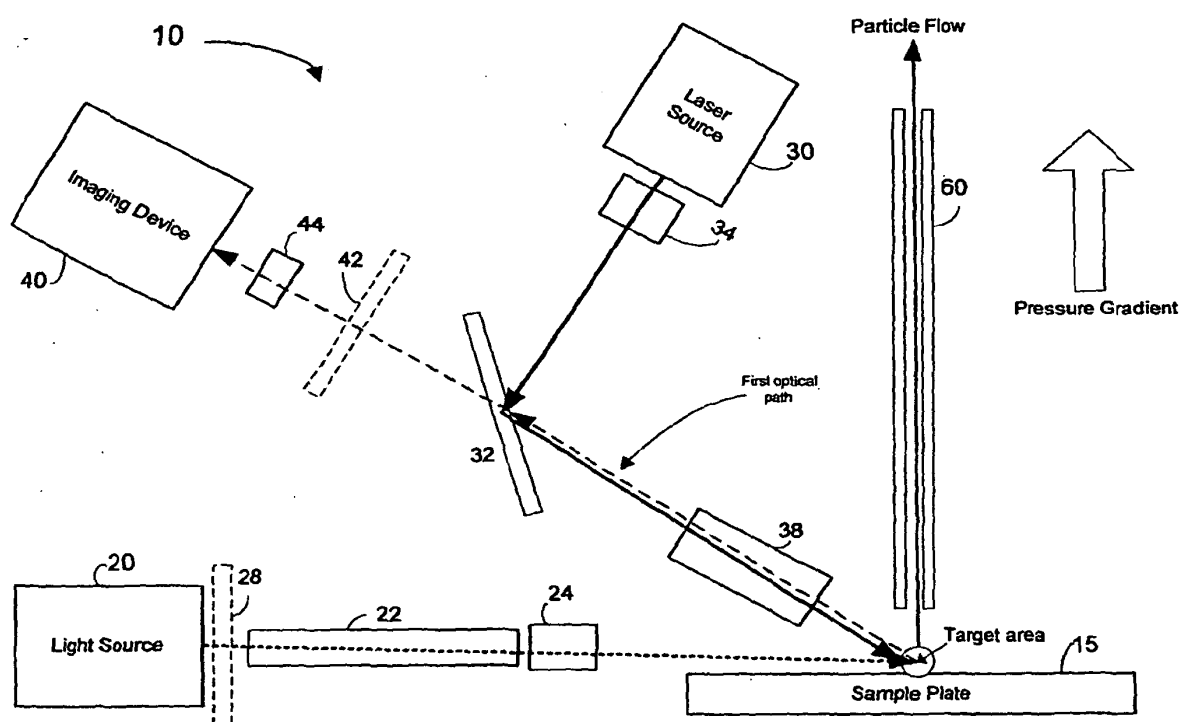 Particle Flow
10
Laser
Source
30
34
60
Imaging Device
40
44
42
Pressure Gradient
First optical
path
32
38
20
28
22
24
Light Source
Target area
15
Sample Plate